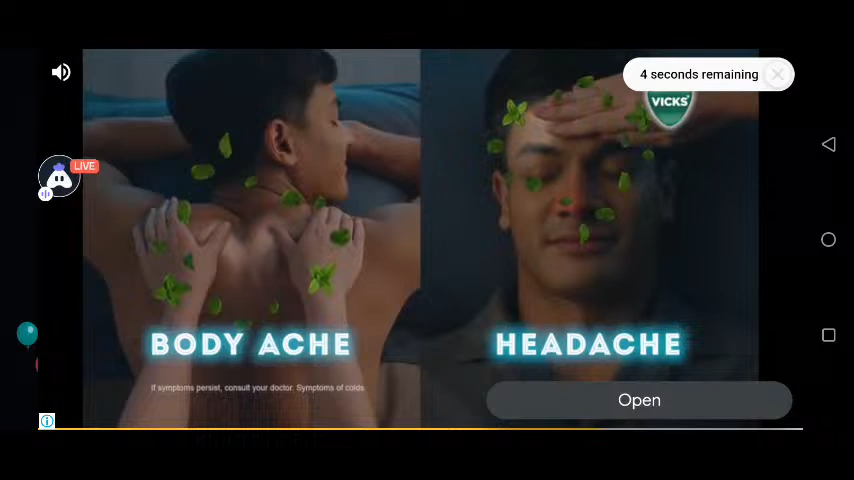 4 seconds remaining
VICKS
LIVE
BODY ACHE
HEADACHE
If symptoms persist, consult your doctor. Symptoms of colds.
Open